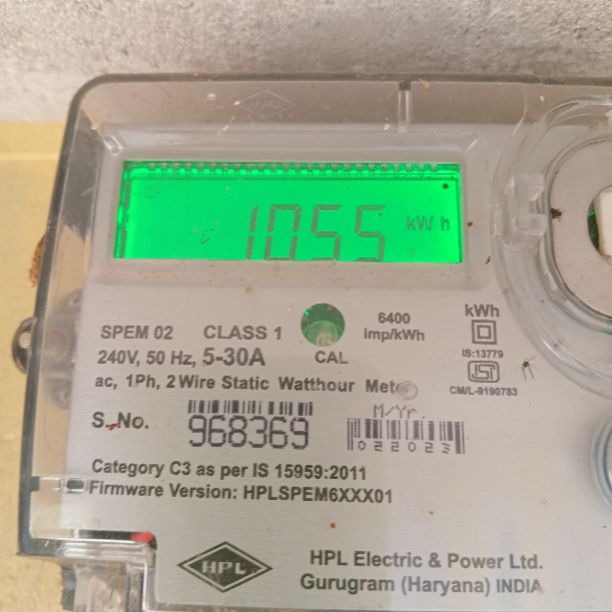 HPL
1055 kWh
6400
imp/kWh
kWh
SPEM 02 CLASS 1
CAL
IS:13779
240V, 50 Hz, 5-30A
ISI
CM/L-9190783
ac, 1Ph, 2 Wire Static Watthour Meter
M/Yr.
S. No. 968369
022023
Category C3 as per IS 15959:2011
Firmware Version: HPLSPEM6XXX01
HPL
HPL Electric & Power Ltd.
Gurugram (Haryana) INDIA